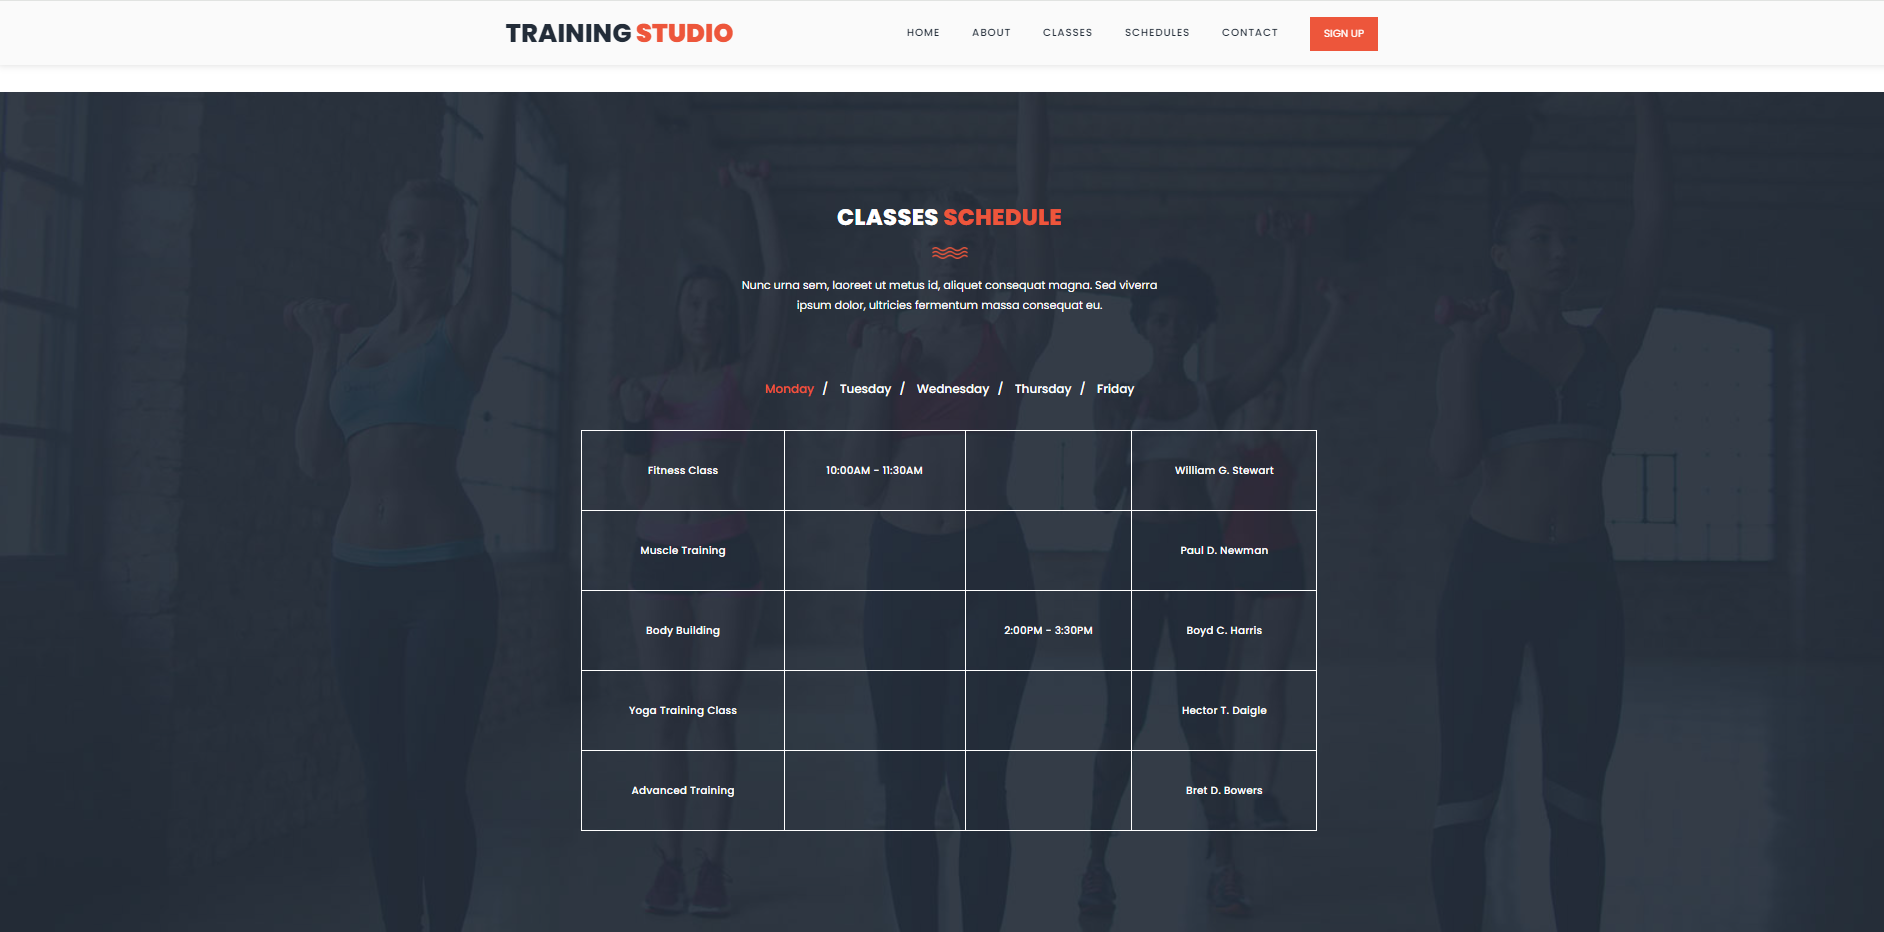 TRAINING STUDIO
HOME ABOUT CLASSES SCHEDULES CONTACT SIGN UP
CLASSES SCHEDULE
Nunc urna sem, laoreet ut metus id, aliquet consequat magna. Sed viverra
ipsum dolor, ultricies fermentum massa consequat eu.
Monday / Tuesday / Wednesday / Thursday / Friday
Fitness Class 10:00AM - 11:30AM William G. Stewart
Muscle Training Paul D. Newman
Body Building 2:00PM - 3:30PM Boyd C. Harris
Yoga Training Class Hector T. Daigle
Advanced Training Bret D. Bowers